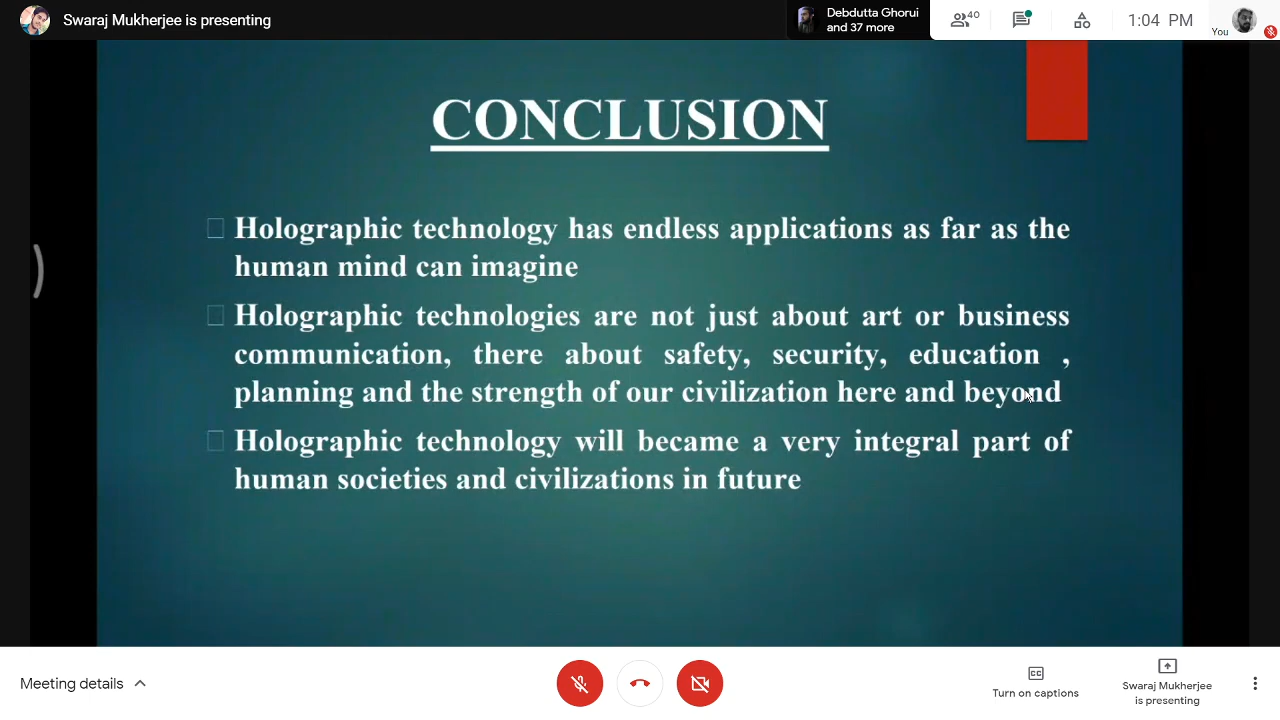 Swaraj Mukherjee is presenting
Debdutta Ghorui
and 37 more
40
1:04 PM
You
CONCLUSION
Holographic technology has endless applications as far as the
human mind can imagine
Holographic technologies are not just about art or business
communication, there about safety, security, education ,
planning and the strength of our civilization here and beyond
Holographic technology will became a very integral part of
human societies and civilizations in future
Meeting details
CC
Turn on captions
Swaraj Mukherjee
is presenting